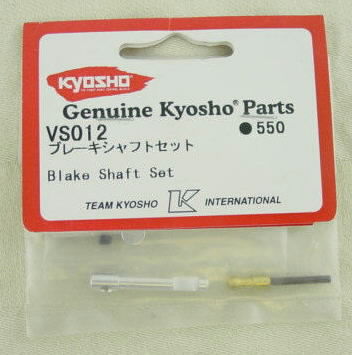 KYOSHO
Genuine Kyosho® Parts
VS012 ●550
ブレーキシャフトセット
Blake Shaft Set
TEAM KYOSHO K INTERNATIONAL